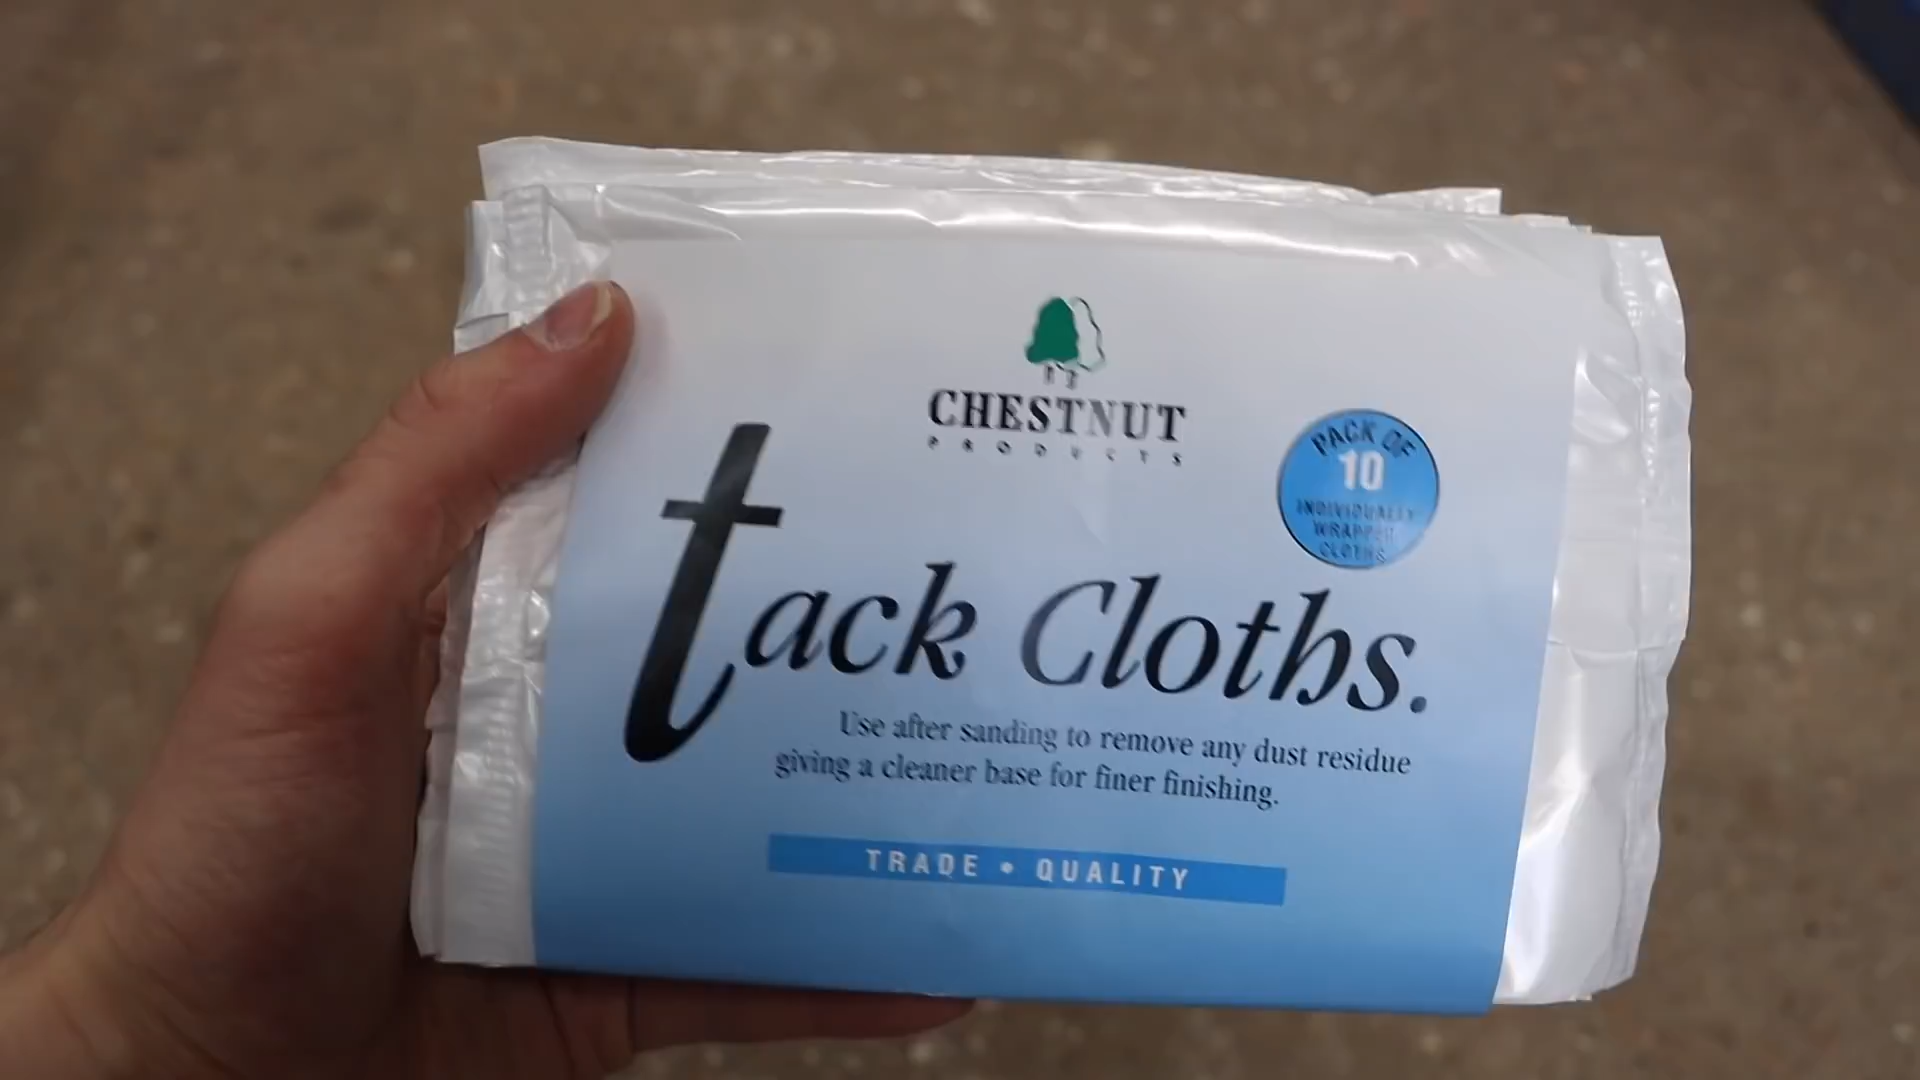 CHESTNUT
PRODUCTS
PACK OF
10
INDIVIDUALLY
WRAPPED
CLOTHS
tack Cloths.
Use after sanding to remove any dust residue
giving a cleaner base for finer finishing.
TRADE • QUALITY